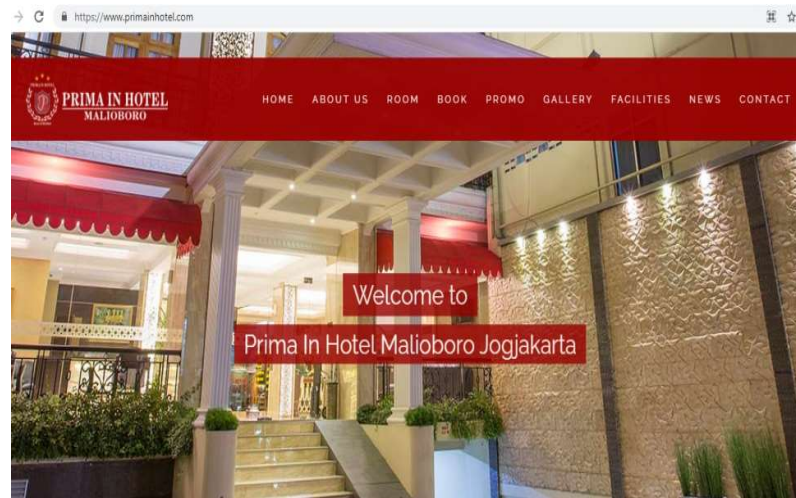 https://www.primainhotel.com
PRIMA IN HOTEL
MALIOBORO
HOME ABOUT US ROOM BOOK PROMO GALLERY FACILITIES NEWS CONTACT
Welcome to
Prima In Hotel Malioboro Jogjakarta